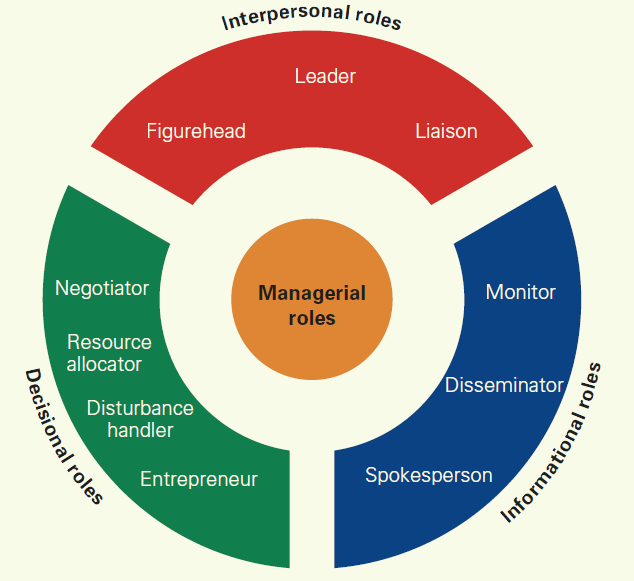 Interpersonal roles
Leader
Figurehead
Liaison
Managerial
roles
Negotiator
Resource
allocator
Disturbance
handler
Entrepreneur
Decisional roles
Monitor
Disseminator
Spokesperson
Informational roles